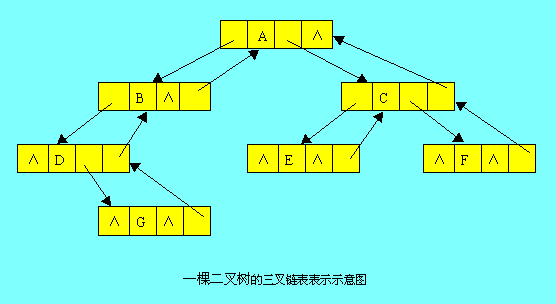 A ∧
B ∧
C
∧ D
∧ E ∧
∧ F ∧
∧ G ∧
一棵二叉树的三叉链表表示示意图